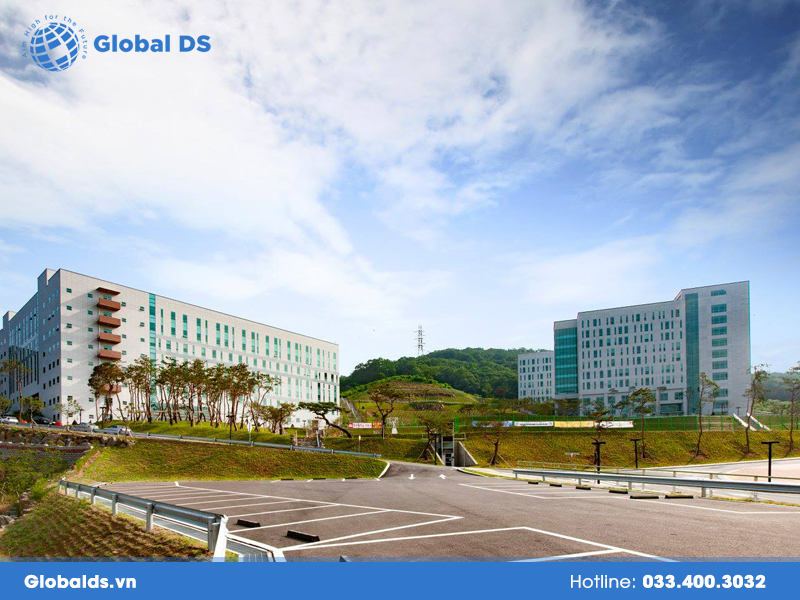 Aim High for the Future
Global DS
Globalds.vn
Hotline: 033.400.3032